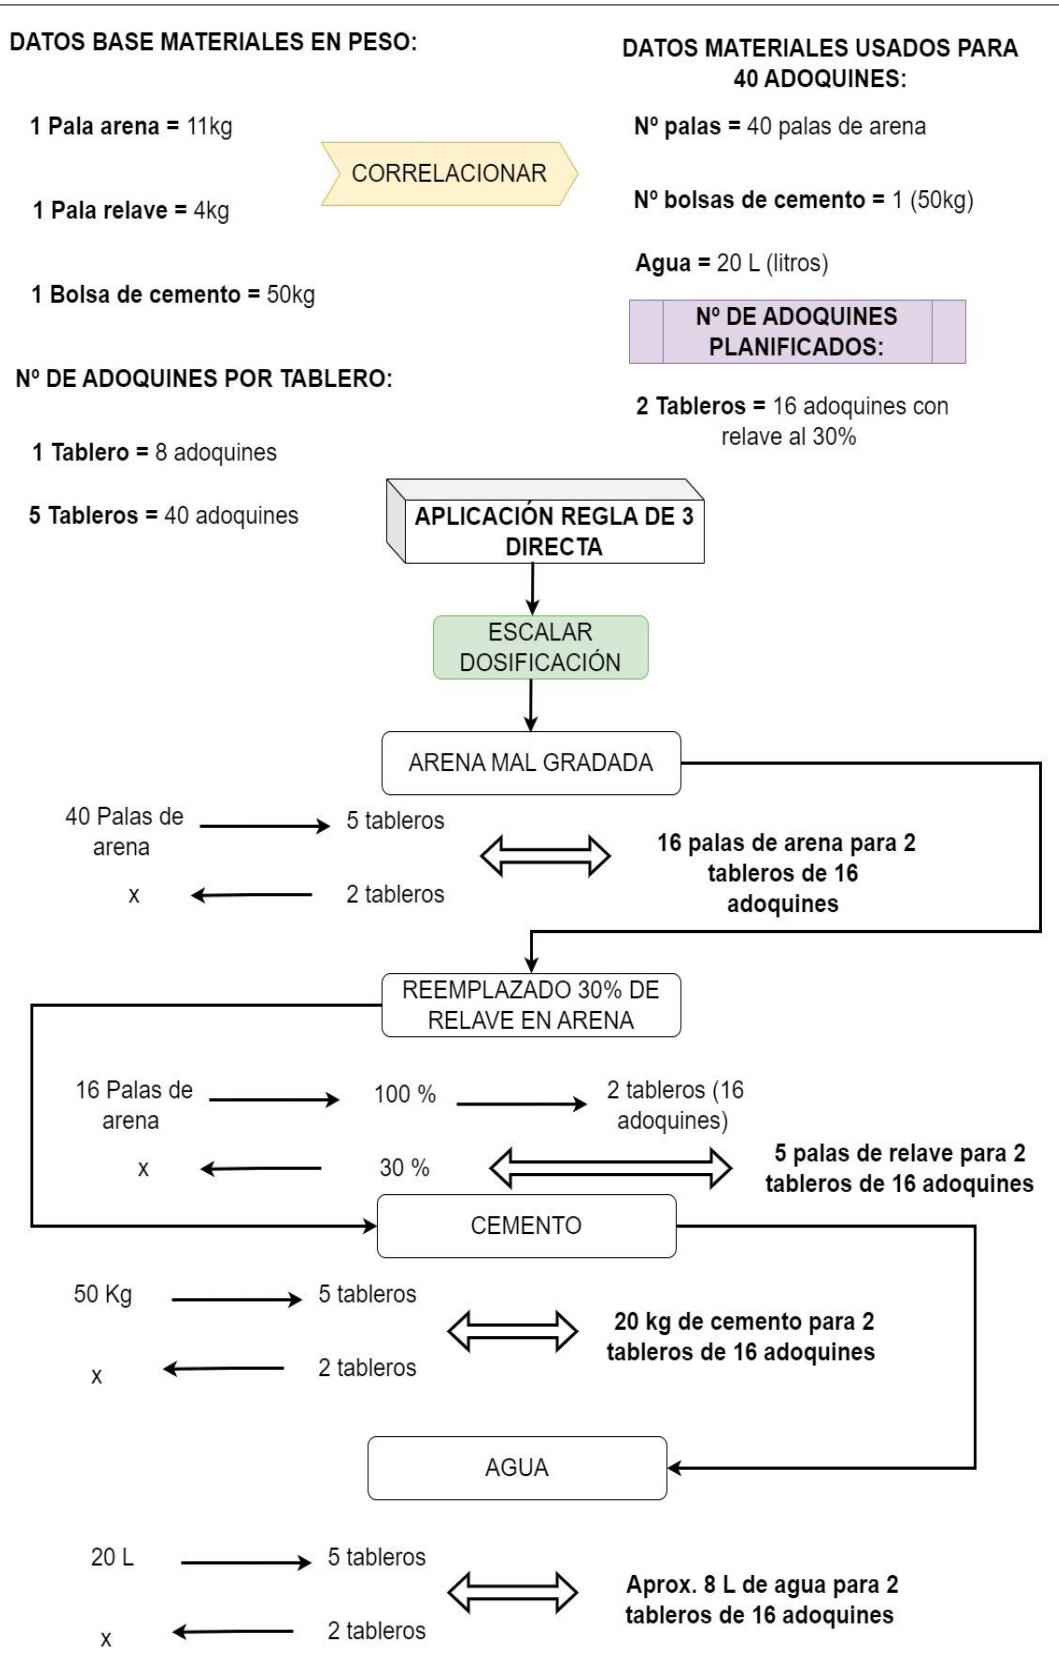 DATOS BASE MATERIALES EN PESO:
1 Pala arena = 11kg
1 Pala relave = 4kg
1 Bolsa de cemento = 50kg
Nº DE ADOQUINES POR TABLERO:
1 Tablero = 8 adoquines
5 Tableros = 40 adoquines
CORRELACIONAR
DATOS MATERIALES USADOS PARA
40 ADOQUINES:
Nº palas = 40 palas de arena
Nº bolsas de cemento = 1 (50kg)
Agua = 20 L (litros)
Nº DE ADOQUINES
PLANIFICADOS:
2 Tableros = 16 adoquines con
relave al 30%
APLICACIÓN REGLA DE 3
DIRECTA
ESCALAR
DOSIFICACIÓN
ARENA MAL GRADADA
40 Palas de
arena
5 tableros
x
2 tableros
16 palas de arena para 2
tableros de 16
adoquines
REEMPLAZADO 30% DE
RELAVE EN ARENA
16 Palas de
arena
100 %
2 tableros (16
adoquines)
x
30 %
5 palas de relave para 2
tableros de 16 adoquines
CEMENTO
50 Kg
5 tableros
x
2 tableros
20 kg de cemento para 2
tableros de 16 adoquines
AGUA
20 L
5 tableros
x
2 tableros
Aprox. 8 L de agua para 2
tableros de 16 adoquines